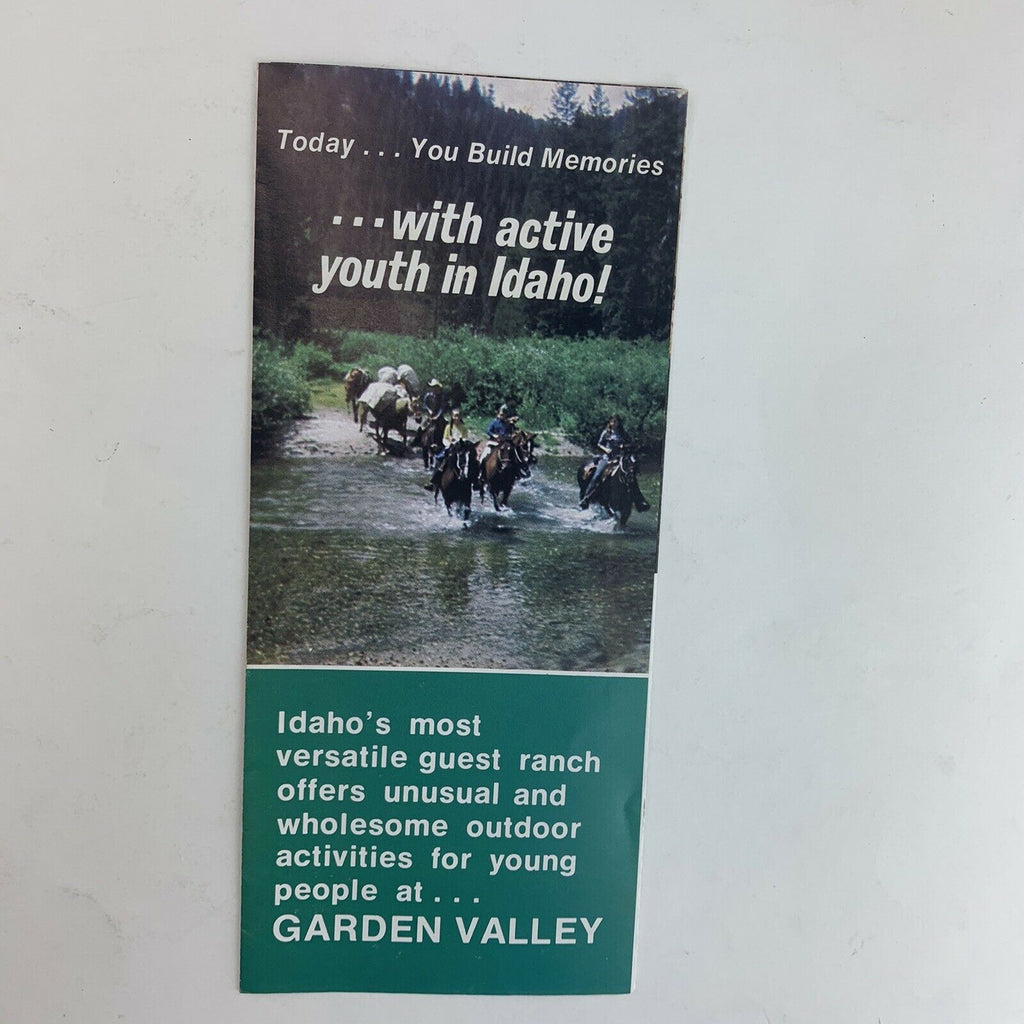 Today . . . You Build Memories
. . . with active
youth in Idaho!
Idaho's most
versatile guest ranch
offers unusual and
wholesome outdoor
activities for young
people at . . .
GARDEN VALLEY